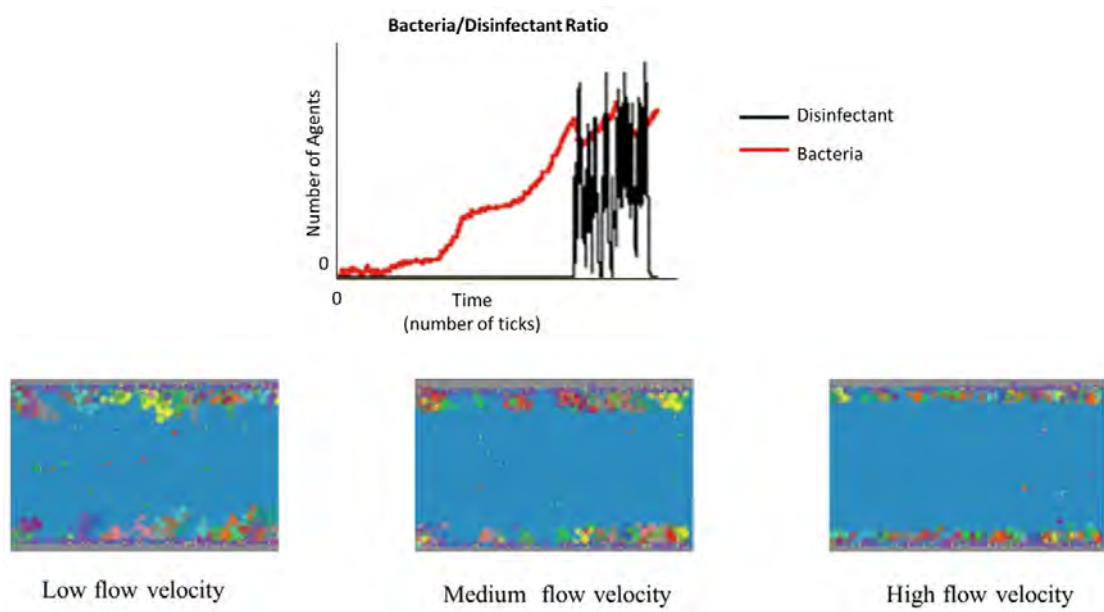 Bacteria/Disinfectant Ratio
Number of Agents
Disinfectant
Bacteria
0
0
Time
(number of ticks)
Low flow velocity
Medium flow velocity
High flow velocity